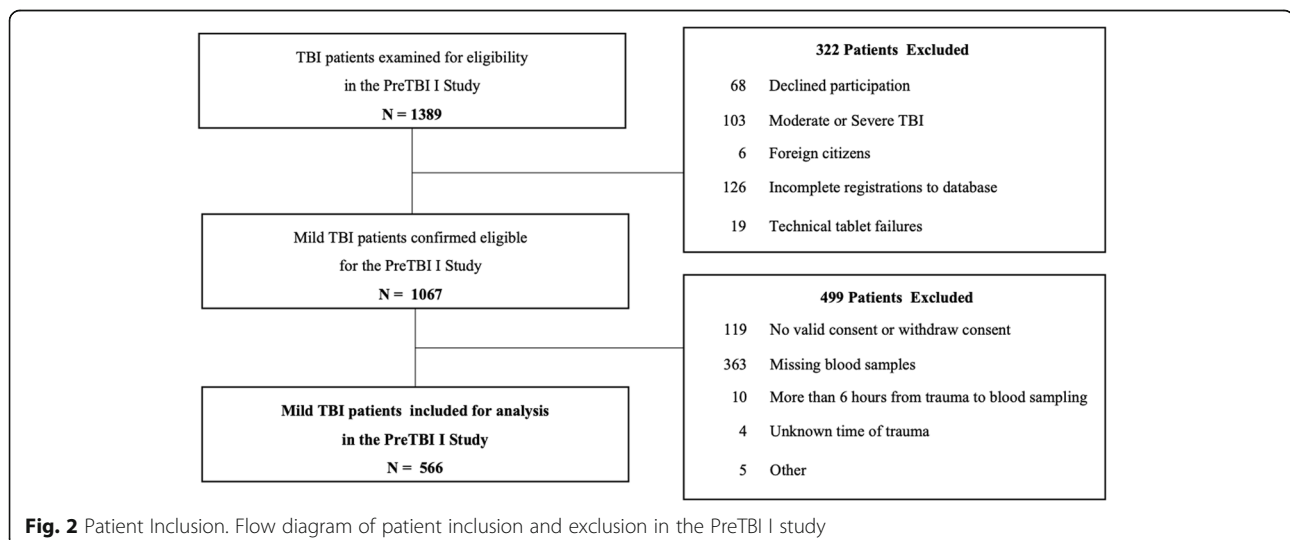 TBI patients examined for eligibility
in the PreTBI I Study
N = 1389
322 Patients Excluded
68 Declined participation
103 Moderate or Severe TBI
6 Foreign citizens
126 Incomplete registrations to database
19 Technical tablet failures
Mild TBI patients confirmed eligible
for the PreTBI I Study
N = 1067
499 Patients Excluded
119 No valid consent or withdraw consent
363 Missing blood samples
10 More than 6 hours from trauma to blood sampling
4 Unknown time of trauma
5 Other
Mild TBI patients included for analysis
in the PreTBI I Study
N = 566
Fig. 2 Patient Inclusion. Flow diagram of patient inclusion and exclusion in the PreTBI I study